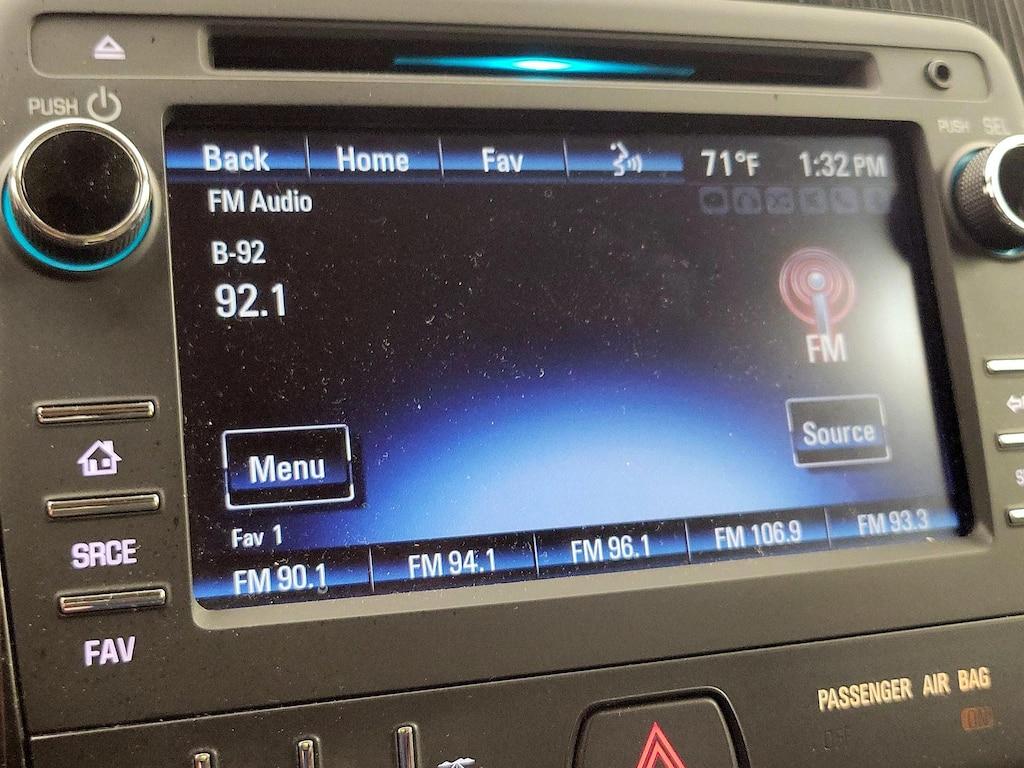 PUSH
PUSH SEL
Back Home Fav 71°F 1:32 PM
FM Audio
B-92
92.1
FM
Menu
Source
Fav 1
FM 90.1 FM 94.1 FM 96.1 FM 106.9 FM 93.3
SRCE
FAV
PASSENGER AIR BAG
OFF ON